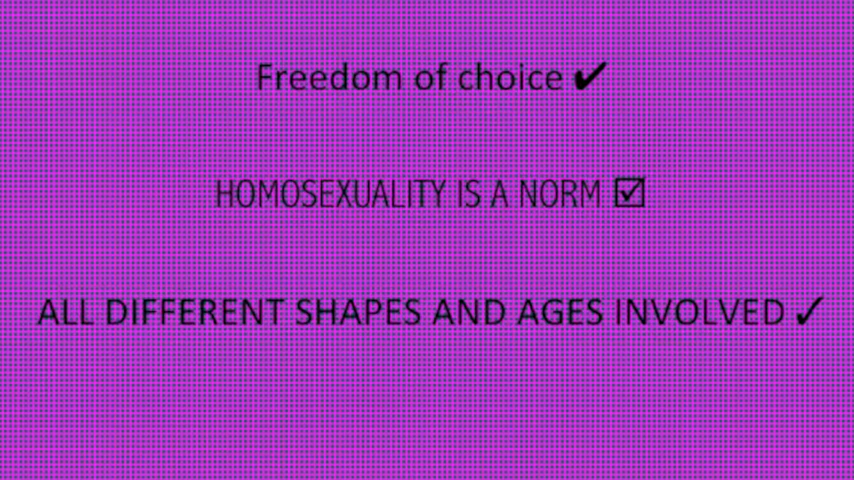 Freedom of choice ✔
HOMOSEXUALITY IS A NORM ☑
ALL DIFFERENT SHAPES AND AGES INVOLVED ✓